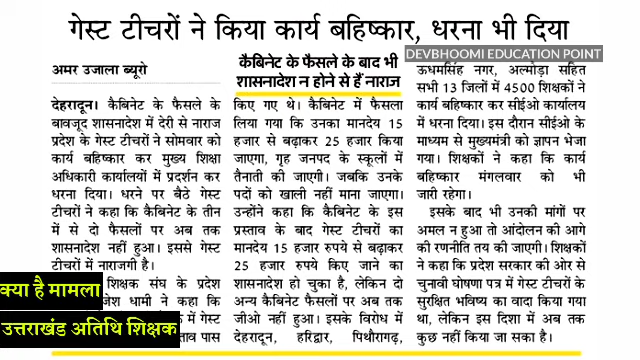 गेस्ट टीचरों ने किया कार्य बहिष्कार, धरना भी दिया
DEVBHOOMI EDUCATION POINT
अमर उजाला ब्यूरो
देहरादून। कैबिनेट के फैसले के
बावजूद शासनादेश में देरी से नाराज
प्रदेश के गेस्ट टीचरों ने सोमवार को
कार्य बहिष्कार कर मुख्य शिक्षा
अधिकारी कार्यालयों में प्रदर्शन कर
धरना दिया। धरने पर बैठे गेस्ट
टीचरों ने कहा कि कैबिनेट के तीन
में से दो फैसलों पर अब तक
शासनादेश नहीं हुआ। इससे गेस्ट
टीचरों में नाराजगी है।
शिक्षक संघ के प्रदेश
धामी ने कहा कि
में गेस्ट
पास
क्या है मामला
उत्तराखंड अतिथि शिक्षक
कैबिनेट के फैसले के बाद भी
शासनादेश न होने से हैं नाराज
किए गए थे। कैबिनेट में फैसला
लिया गया कि उनका मानदेय 15
हजार से बढ़ाकर 25 हजार किया
जाएगा, गृह जनपद के स्कूलों में
तैनाती की जाएगी। जबकि उनके
पदों को खाली नहीं माना जाएगा।
उन्होंने कहा कि कैबिनेट के इस
प्रस्ताव के बाद गेस्ट टीचरों का
मानदेय 15 हजार रुपये से बढ़ाकर
25 हजार रुपये किए जाने का
शासनादेश हो चुका है, लेकिन दो
अन्य कैबिनेट फैसलों पर अब तक
जीओ नहीं हुआ। इसके विरोध में
देहरादून, हरिद्वार, पिथौरागढ़,
ऊधमसिंह नगर, अल्मोड़ा सहित
सभी 13 जिलों में 4500 शिक्षकों ने
कार्य बहिष्कार कर सीईओ कार्यालय
में धरना दिया। इस दौरान सीईओ के
माध्यम से मुख्यमंत्री को ज्ञापन भेजा
गया। शिक्षकों ने कहा कि कार्य
बहिष्कार मंगलवार को भी
जारी रहेगा।
इसके बाद भी उनकी मांगों पर
अमल न हुआ तो आंदोलन की आगे
की रणनीति तय की जाएगी। शिक्षकों
ने कहा कि प्रदेश सरकार की ओर से
चुनावी घोषणा पत्र में गेस्ट टीचरों के
सुरक्षित भविष्य का वादा किया गया
था, लेकिन इस दिशा में अब तक
कुछ नहीं किया जा सका है।